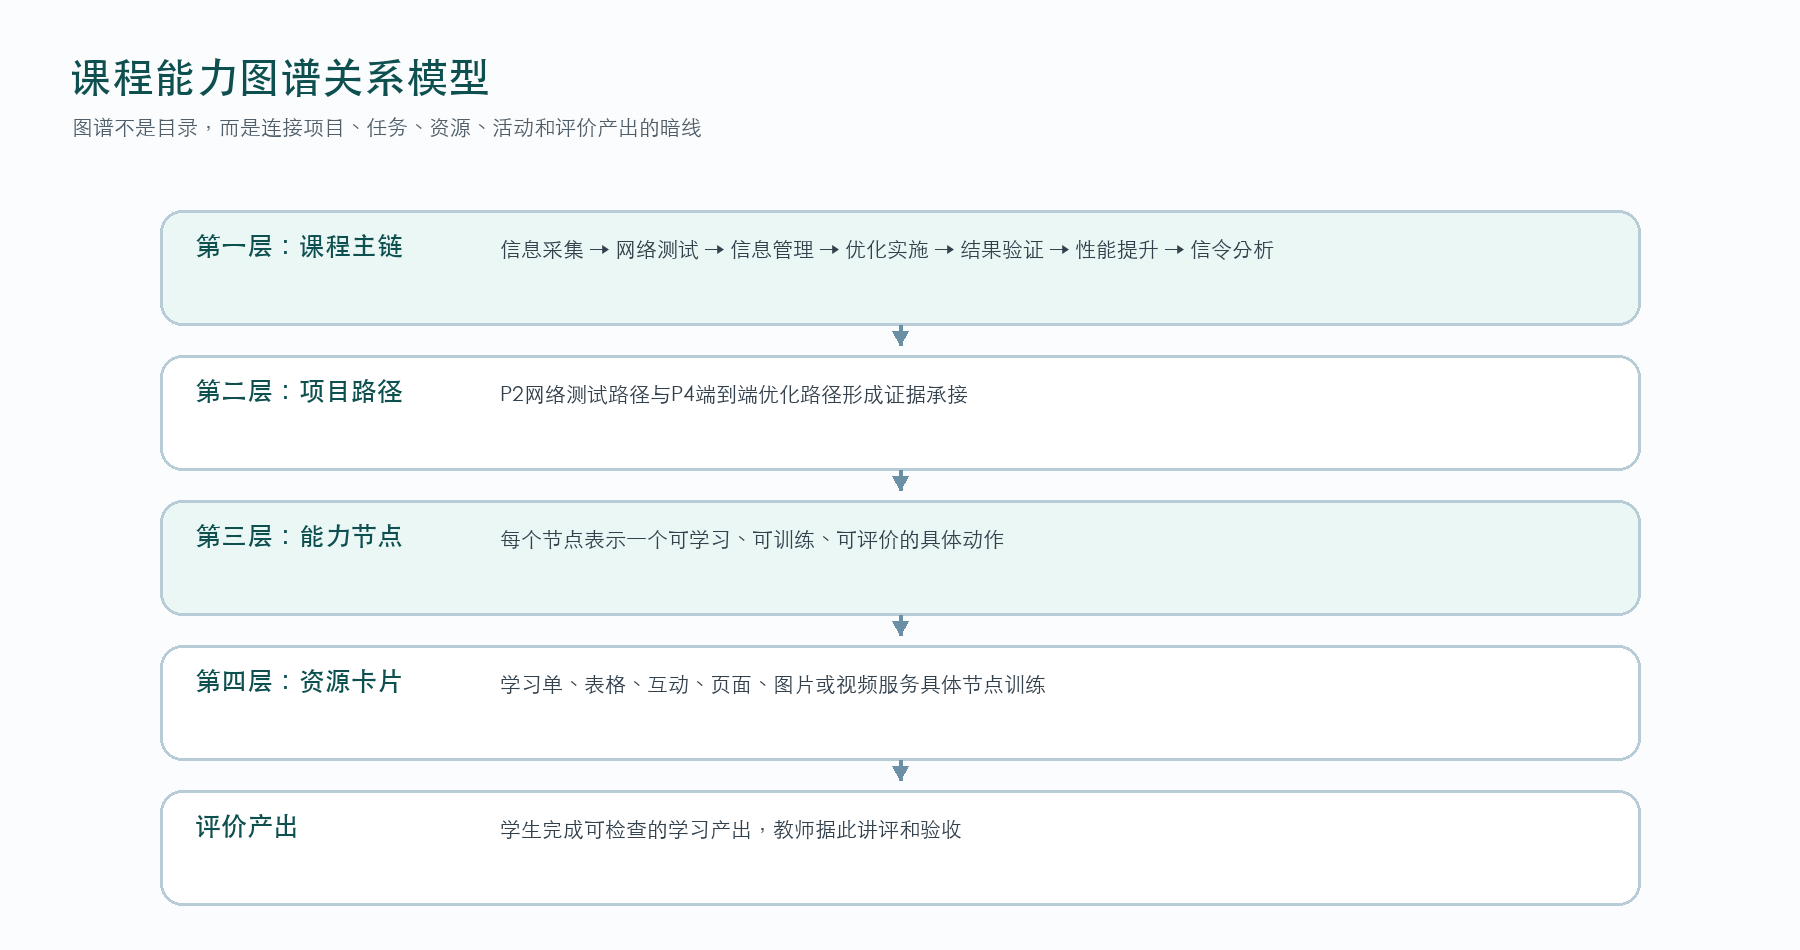 课程能力图谱关系模型
图谱不是目录，而是连接项目、任务、资源、活动和评价产出的暗线
第一层：课程主链
信息采集 → 网络测试 → 信息管理 → 优化实施 → 结果验证 → 性能提升 → 信令分析
第二层：项目路径
P2网络测试路径与P4端到端优化路径形成证据承接
第三层：能力节点
每个节点表示一个可学习、可训练、可评价的具体动作
第四层：资源卡片
学习单、表格、互动、页面、图片或视频服务具体节点训练
评价产出
学生完成可检查的学习产出，教师据此讲评和验收